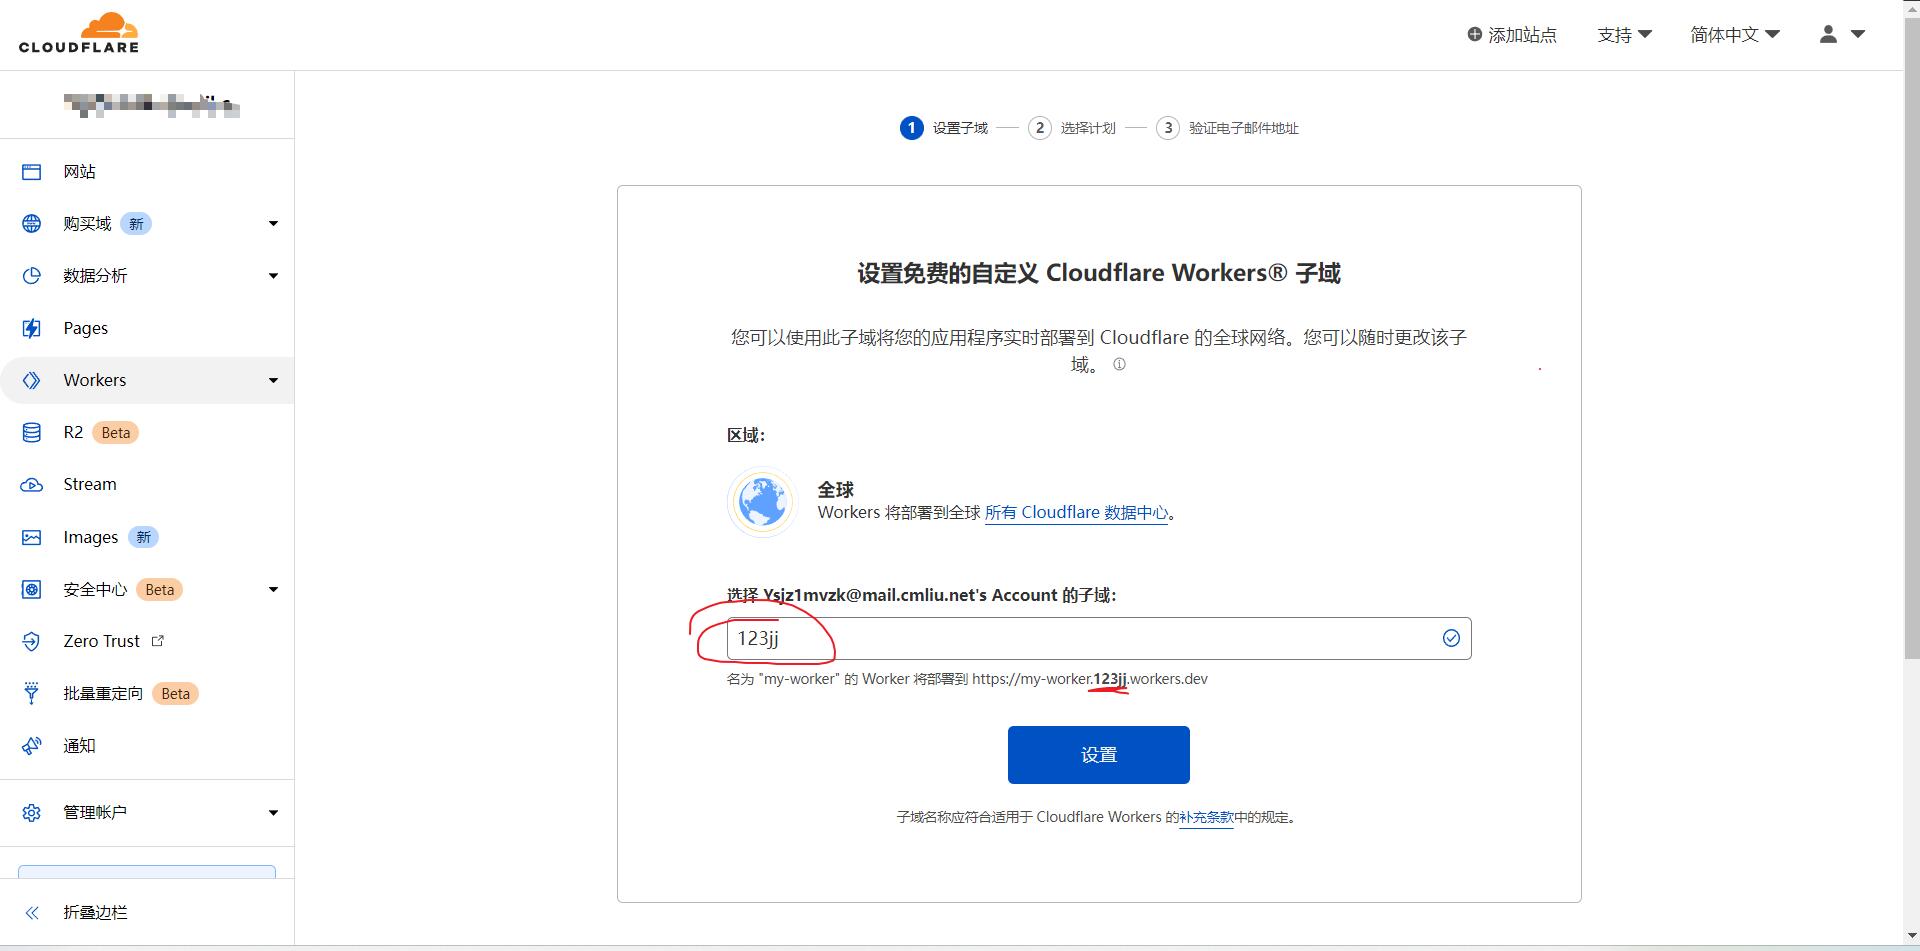 CLOUDFLARE
添加站点
支持
简体中文
网站
购买域 新
数据分析
Pages
Workers
R2 Beta
Stream
Images 新
安全中心 Beta
Zero Trust
批量重定向 Beta
通知
管理帐户
折叠边栏
1 设置子域
2 选择计划
3 验证电子邮件地址
设置免费的自定义 Cloudflare Workers® 子域
您可以使用此子域将您的应用程序实时部署到 Cloudflare 的全球网络。您可以随时更改该子
域。
区域：
全球
Workers 将部署到全球 所有 Cloudflare 数据中心。
选择 Ysjz1mvzk@mail.cmliu.net's Account 的子域：
123jj
名为 "my-worker" 的 Worker 将部署到 https://my-worker.123jj.workers.dev
设置
子域名称应符合适用于 Cloudflare Workers 的补充条款中的规定。